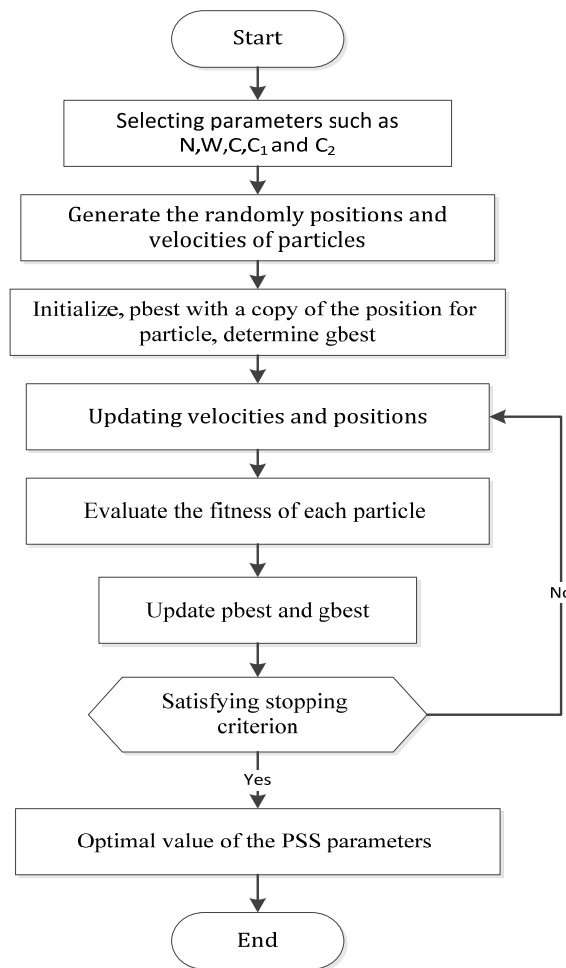 Start
Selecting parameters such as
N,W,C,C₁ and C₂
Generate the randomly positions and
velocities of particles
Initialize, pbest with a copy of the position for
particle, determine gbest
Updating velocities and positions
Evaluate the fitness of each particle
Update pbest and gbest
No
Satisfying stopping
criterion
Yes
Optimal value of the PSS parameters
End